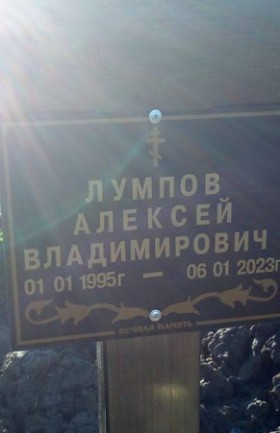 ЛУМПОВ
АЛЕКСЕЙ
ВЛАДИМИРОВИЧ
01 01 1995г — 06 01 2023г
ВЕЧНАЯ ПАМЯТЬ